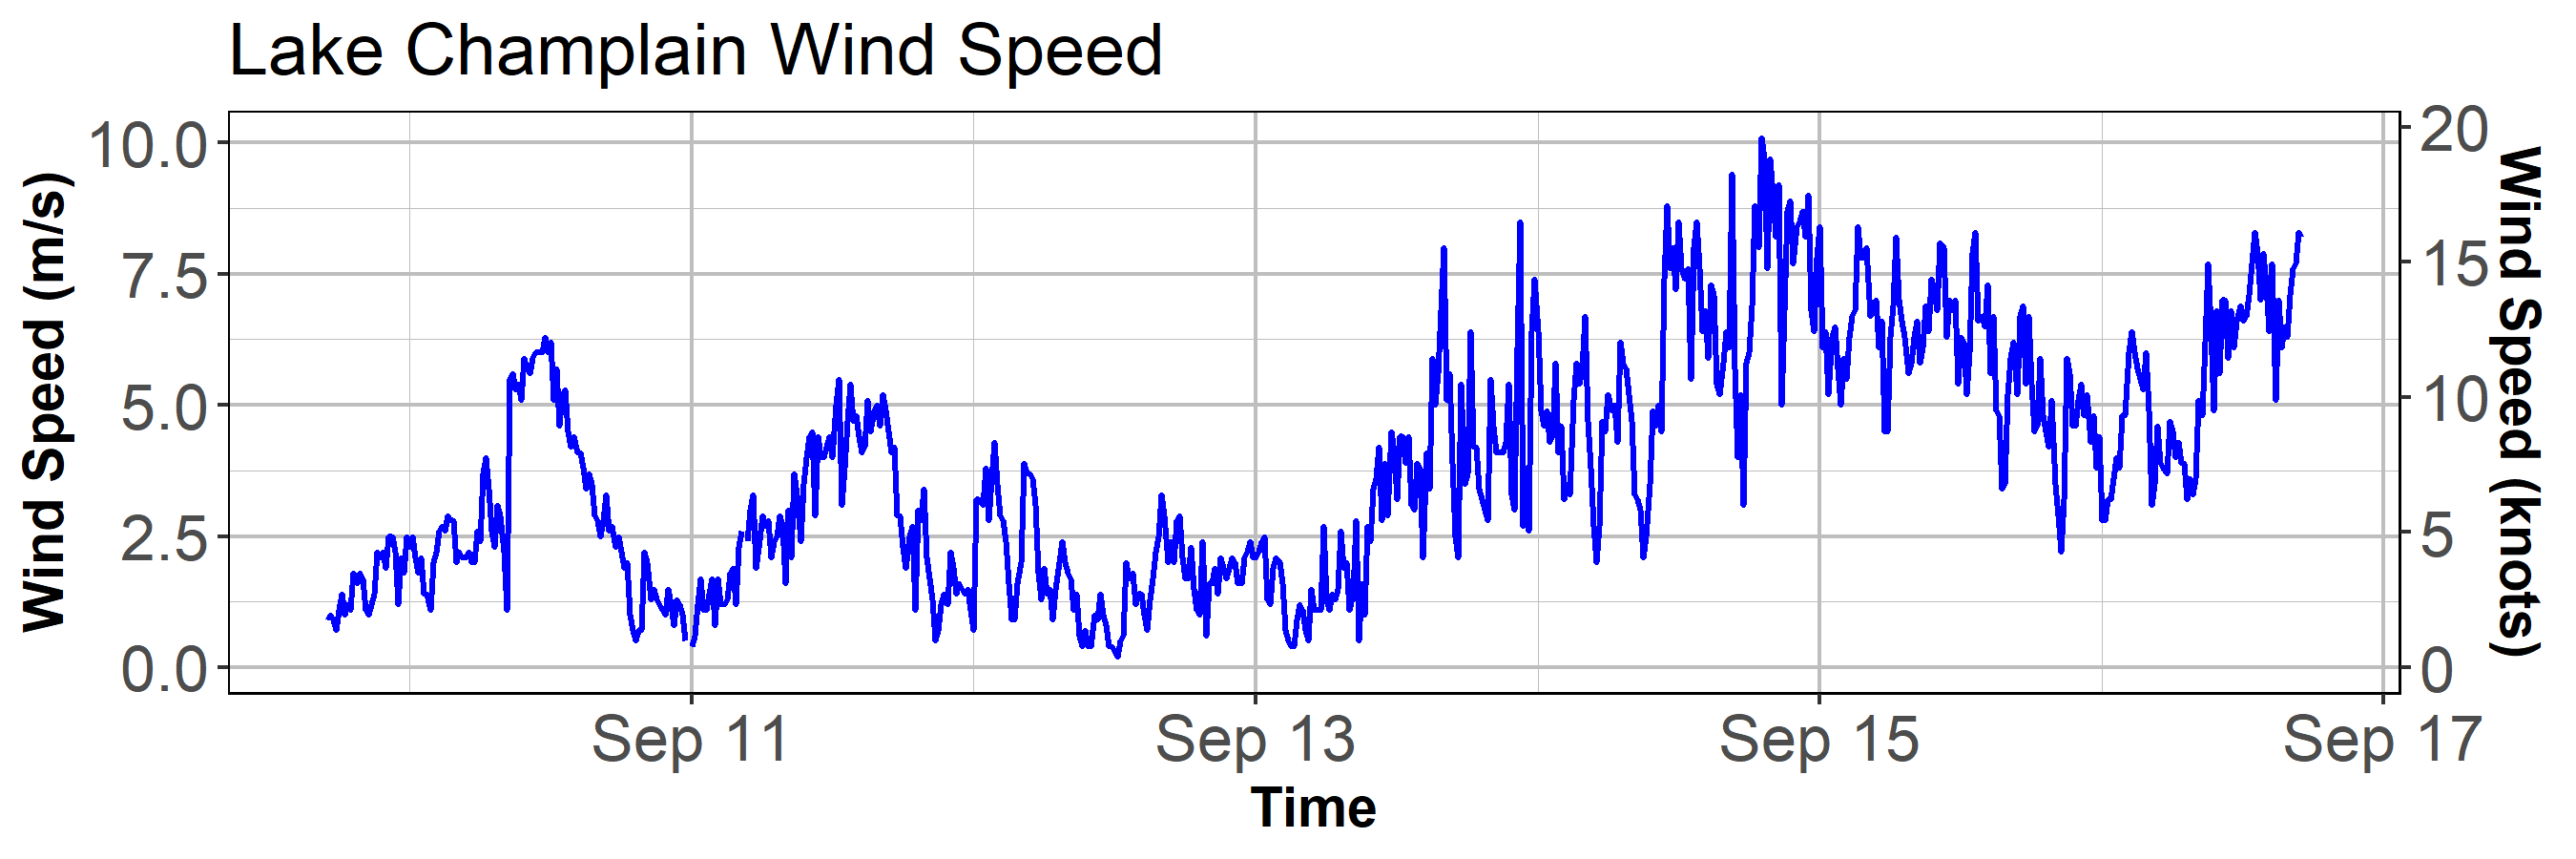 Lake Champlain Wind Speed
Wind Speed (m/s)
10.0
7.5
5.0
2.5
0.0
20
15
10
5
0
Wind Speed (knots)
Sep 11
Sep 13
Sep 15
Sep 17
Time